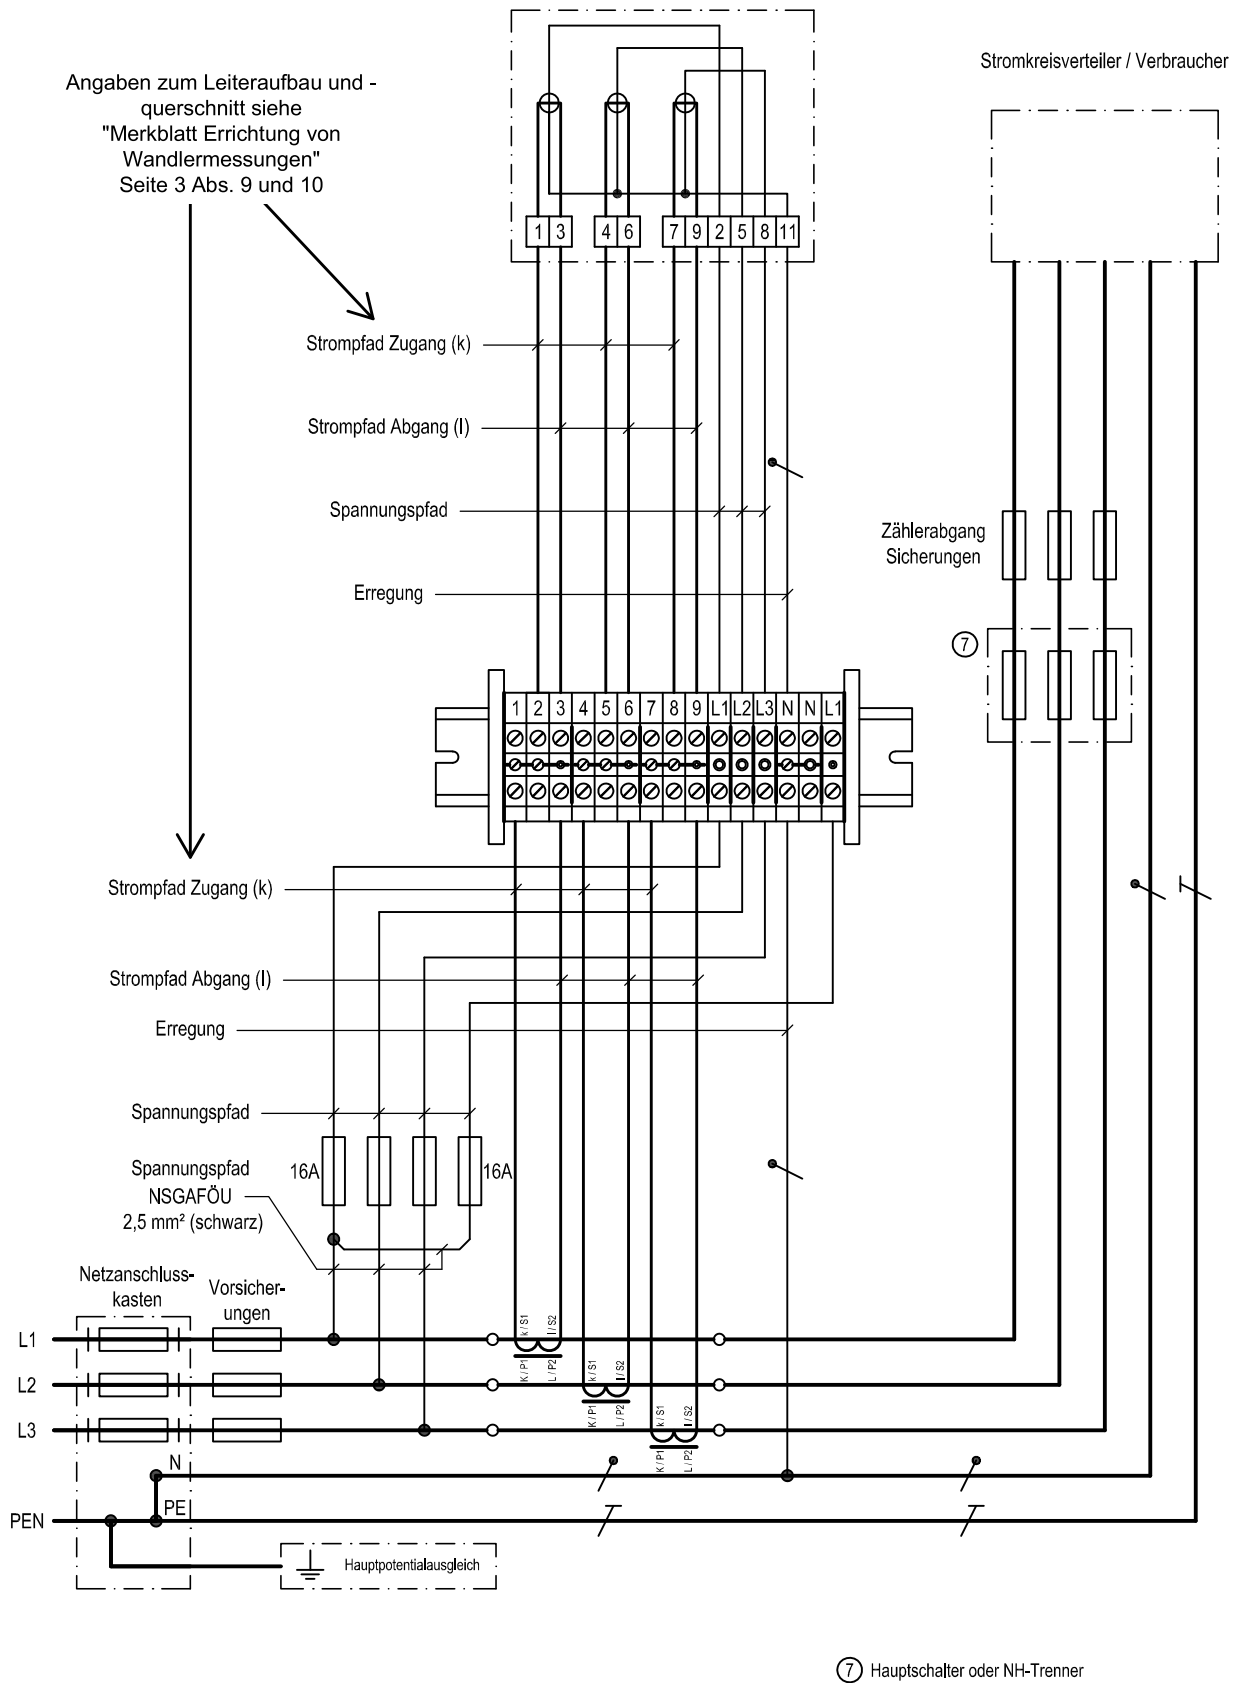 Stromkreisverteiler / Verbraucher
Angaben zum Leiteraufbau und -
querschnitt siehe
"Merkblatt Errichtung von
Wandlermessungen"
Seite 3 Abs. 9 und 10
1 3 4 6 7 9 2 5 8 11
Strompfad Zugang (k)
Strompfad Abgang (l)
Spannungspfad
Zählerabgang
Sicherungen
Erregung
7
1 2 3 4 5 6 7 8 9 L1 L2 L3 N N L1
Strompfad Zugang (k)
Strompfad Abgang (l)
Erregung
Spannungspfad
16A
16A
Spannungspfad
NSGAFÖU
2,5 mm² (schwarz)
Netzanschluss-
kasten
Vorsicher-
ungen
L1
k / S1
l / S2
K / P1
L / P2
L2
k / S1
l / S2
K / P1
L / P2
L3
k / S1
l / S2
K / P1
L / P2
N
PE
PEN
Hauptpotentialausgleich
7 Hauptschalter oder NH-Trenner